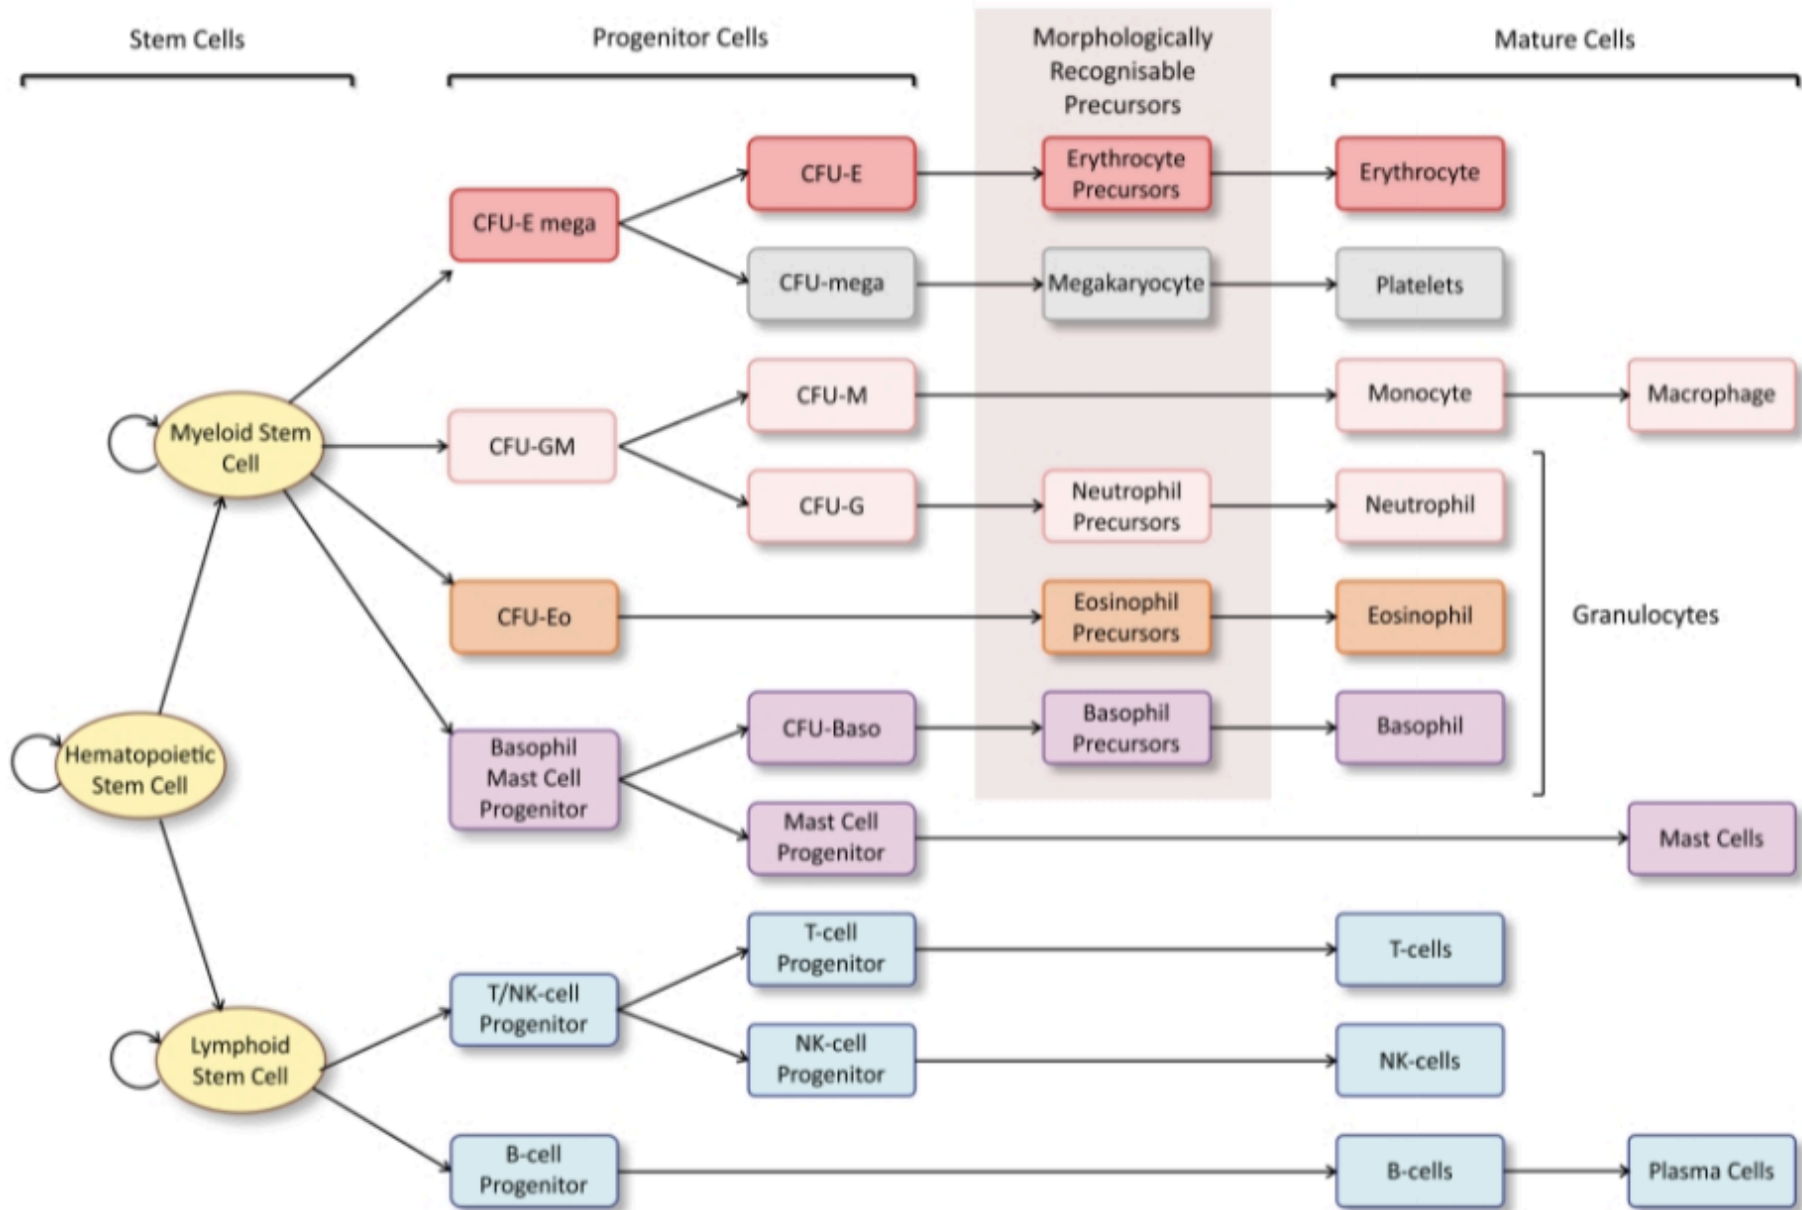 Stem Cells
Progenitor Cells
Morphologically
Recognisable
Precursors
Mature Cells
CFU-E mega
CFU-E
Erythrocyte
Precursors
Erythrocyte
CFU-mega
Megakaryocyte
Platelets
Myeloid Stem
Cell
CFU-GM
CFU-M
Monocyte
Macrophage
CFU-G
Neutrophil
Precursors
Neutrophil
CFU-Eo
Eosinophil
Precursors
Eosinophil
Granulocytes
Hematopoietic
Stem Cell
Basophil
Mast Cell
Progenitor
CFU-Baso
Basophil
Precursors
Basophil
Mast Cell
Progenitor
Mast Cells
Lymphoid
Stem Cell
T/NK-cell
Progenitor
T-cell
Progenitor
T-cells
NK-cell
Progenitor
NK-cells
B-cell
Progenitor
B-cells
Plasma Cells